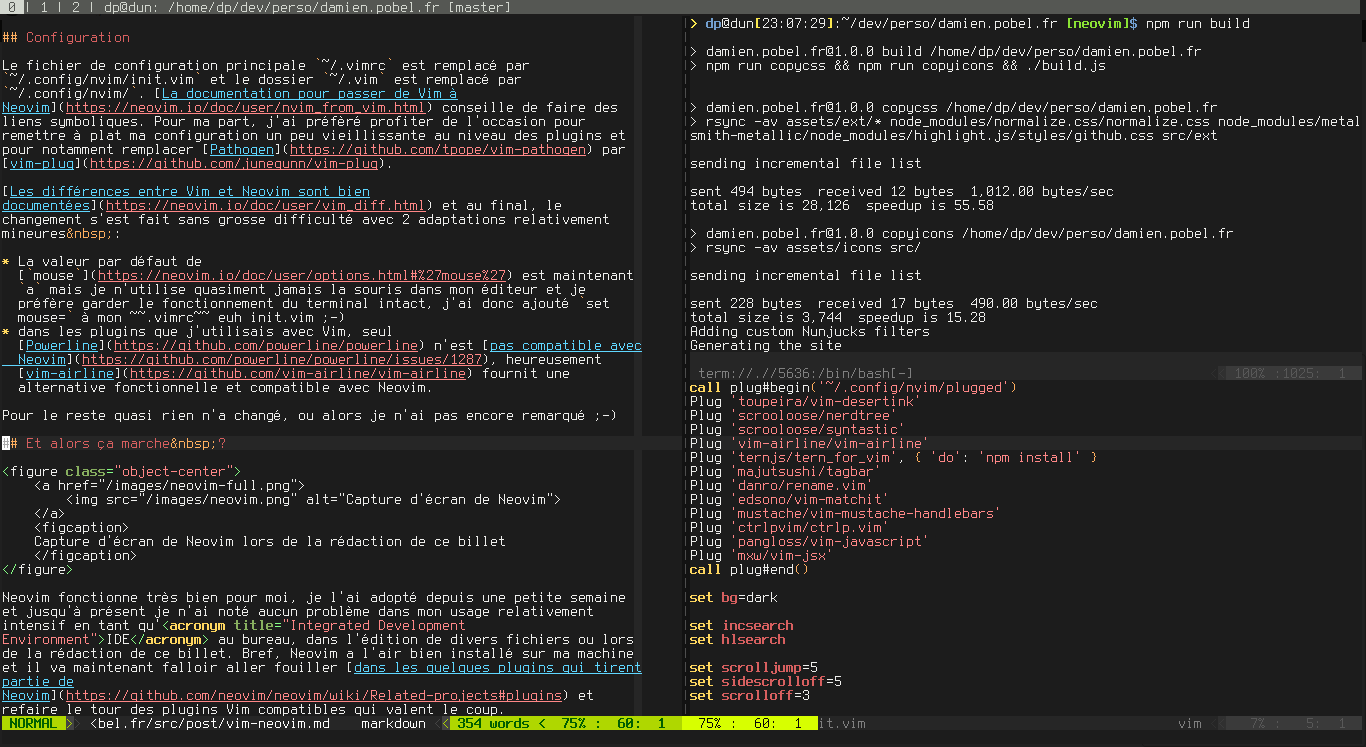 0 | 1 | 2 | dp@dun: /home/dp/dev/perso/damien.pobel.fr [master]
## Configuration
Le fichier de configuration principale `~/.vimrc` est remplacé par
`~/.config/nvim/init.vim` et le dossier `~/.vim` est remplacé par
`~/.config/nvim/`. [La documentation pour passer de Vim à
Neovim](https://neovim.io/doc/user/nvim_from_vim.html) conseille de faire des
liens symboliques. Pour ma part, j'ai préféré profiter de l'occasion pour
remettre à plat ma configuration un peu vieillissante au niveau des plugins et
pour notamment remplacer [Pathogen](https://github.com/tpope/vim-pathogen) par
[vim-plug](https://github.com/junegunn/vim-plug).
[Les différences entre Vim et Neovim sont bien
documentées](https://neovim.io/doc/user/vim_diff.html) et au final, le
changement s'est fait sans grosse difficulté avec 2 adaptations relativement
mineures&nbsp;:
* La valeur par défaut de
[`mouse`](https://neovim.io/doc/user/options.html#%27mouse%27) est maintenant
`a` mais je n'utilise quasiment jamais la souris dans mon éditeur et je
préfère garder le fonctionnement du terminal intact, j'ai donc ajouté `set
mouse=` à mon ~~.vimrc~~ euh init.vim ;-)
* dans les plugins que j'utilisais avec Vim, seul
[Powerline](https://github.com/powerline/powerline) n'est [pas compatible avec
Neovim](https://github.com/powerline/powerline/issues/1287), heureusement
[vim-airline](https://github.com/vim-airline/vim-airline) fournit une
alternative fonctionnelle et compatible avec Neovim.
Pour le reste quasi rien n'a changé, ou alors je n'ai pas encore remarqué ;-)
## Et alors ça marche&nbsp;?
<figure class="object-center">
<a href="/images/neovim-full.png">
<img src="/images/neovim.png" alt="Capture d'écran de Neovim">
</a>
<figcaption>
Capture d'écran de Neovim lors de la rédaction de ce billet
</figcaption>
</figure>
Neovim fonctionne très bien pour moi, je l'ai adopté depuis une petite semaine
et jusqu'à présent je n'ai noté aucun problème dans mon usage relativement
intensif en tant qu'<acronym title="Integrated Development
Environment">IDE</acronym> au bureau, dans l'édition de divers fichiers ou lors
de la rédaction de ce billet. Bref, Neovim a l'air bien installé sur ma machine
et il va maintenant falloir aller fouiller [dans les quelques plugins qui tirent
partie de
Neovim](https://github.com/neovim/neovim/wiki/Related-projects#plugins) et
refaire le tour des plugins Vim compatibles qui valent le coup.
NORMAL > <bel.fr/src/post/vim-neovim.md markdown < 354 words < 75% : 60: 1
> dp@dun[23:07:29]:~/dev/perso/damien.pobel.fr [neovim]$ npm run build
> damien.pobel.fr@1.0.0 build /home/dp/dev/perso/damien.pobel.fr
> npm run copycss && npm run copyicons && ./build.js
> damien.pobel.fr@1.0.0 copycss /home/dp/dev/perso/damien.pobel.fr
> rsync -av assets/ext/* node_modules/normalize.css/normalize.css node_modules/metal
smith-metallic/node_modules/highlight.js/styles/github.css src/ext
sending incremental file list
sent 494 bytes  received 12 bytes  1,012.00 bytes/sec
total size is 28,126  speedup is 55.58
> damien.pobel.fr@1.0.0 copyicons /home/dp/dev/perso/damien.pobel.fr
> rsync -av assets/icons src/
sending incremental file list
sent 228 bytes  received 17 bytes  490.00 bytes/sec
total size is 3,744  speedup is 15.28
Adding custom Nunjucks filters
Generating the site
term://.//5636:/bin/bash[-] < 100% :1025: 1
call plug#begin('~/.config/nvim/plugged')
Plug 'toupeira/vim-desertink'
Plug 'scrooloose/nerdtree'
Plug 'scrooloose/syntastic'
Plug 'vim-airline/vim-airline'
Plug 'ternjs/tern_for_vim', { 'do': 'npm install' }
Plug 'majutsushi/tagbar'
Plug 'danro/rename.vim'
Plug 'edsono/vim-matchit'
Plug 'mustache/vim-mustache-handlebars'
Plug 'ctrlpvim/ctrlp.vim'
Plug 'pangloss/vim-javascript'
Plug 'mxw/vim-jsx'
call plug#end()
set bg=dark
set incsearch
set hlsearch
set scrolljump=5
set sidescrolloff=5
set scrolloff=3
75% : 60: 1 it.vim vim < 7% : 5: 1